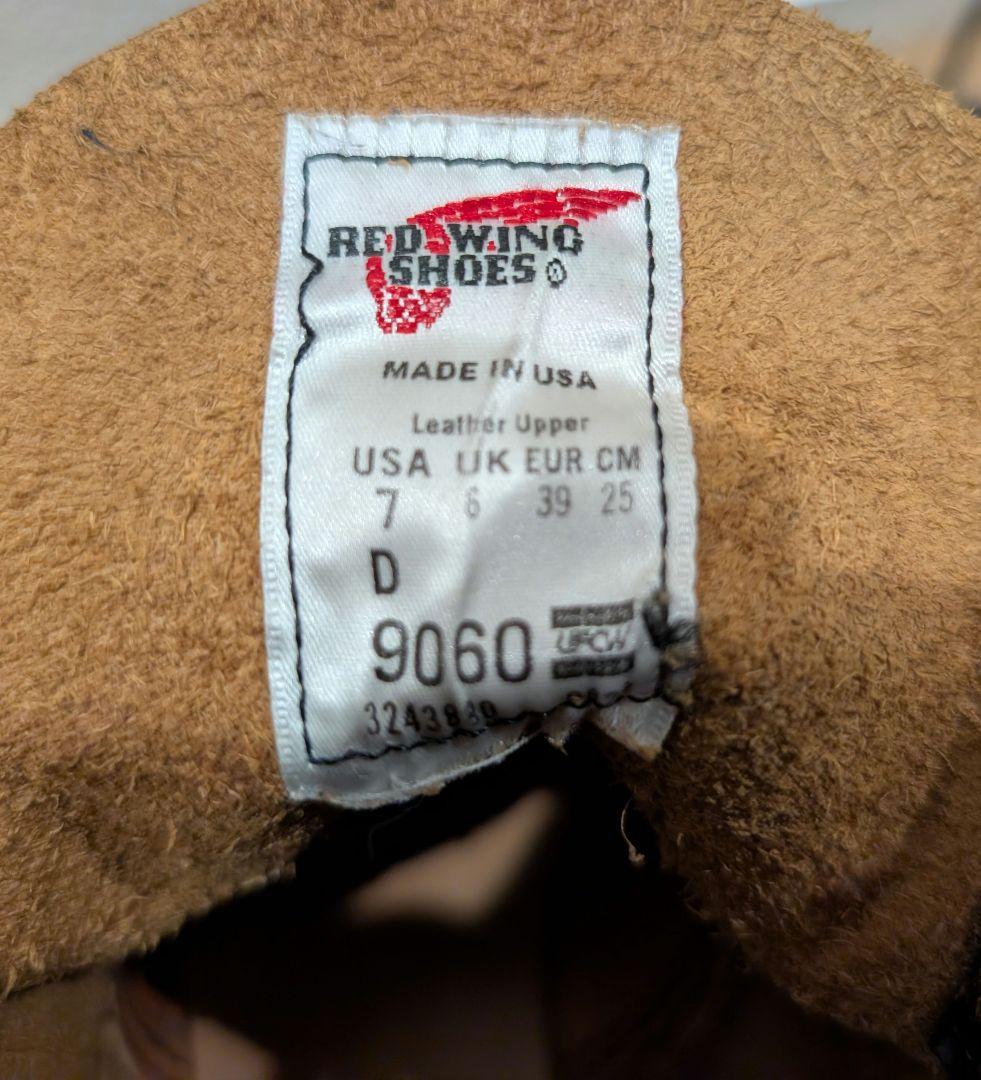 RED WING
SHOES
MADE IN USA
Leather Upper
USA UK EUR CM
7 6 39 25
D
9060
UFCW